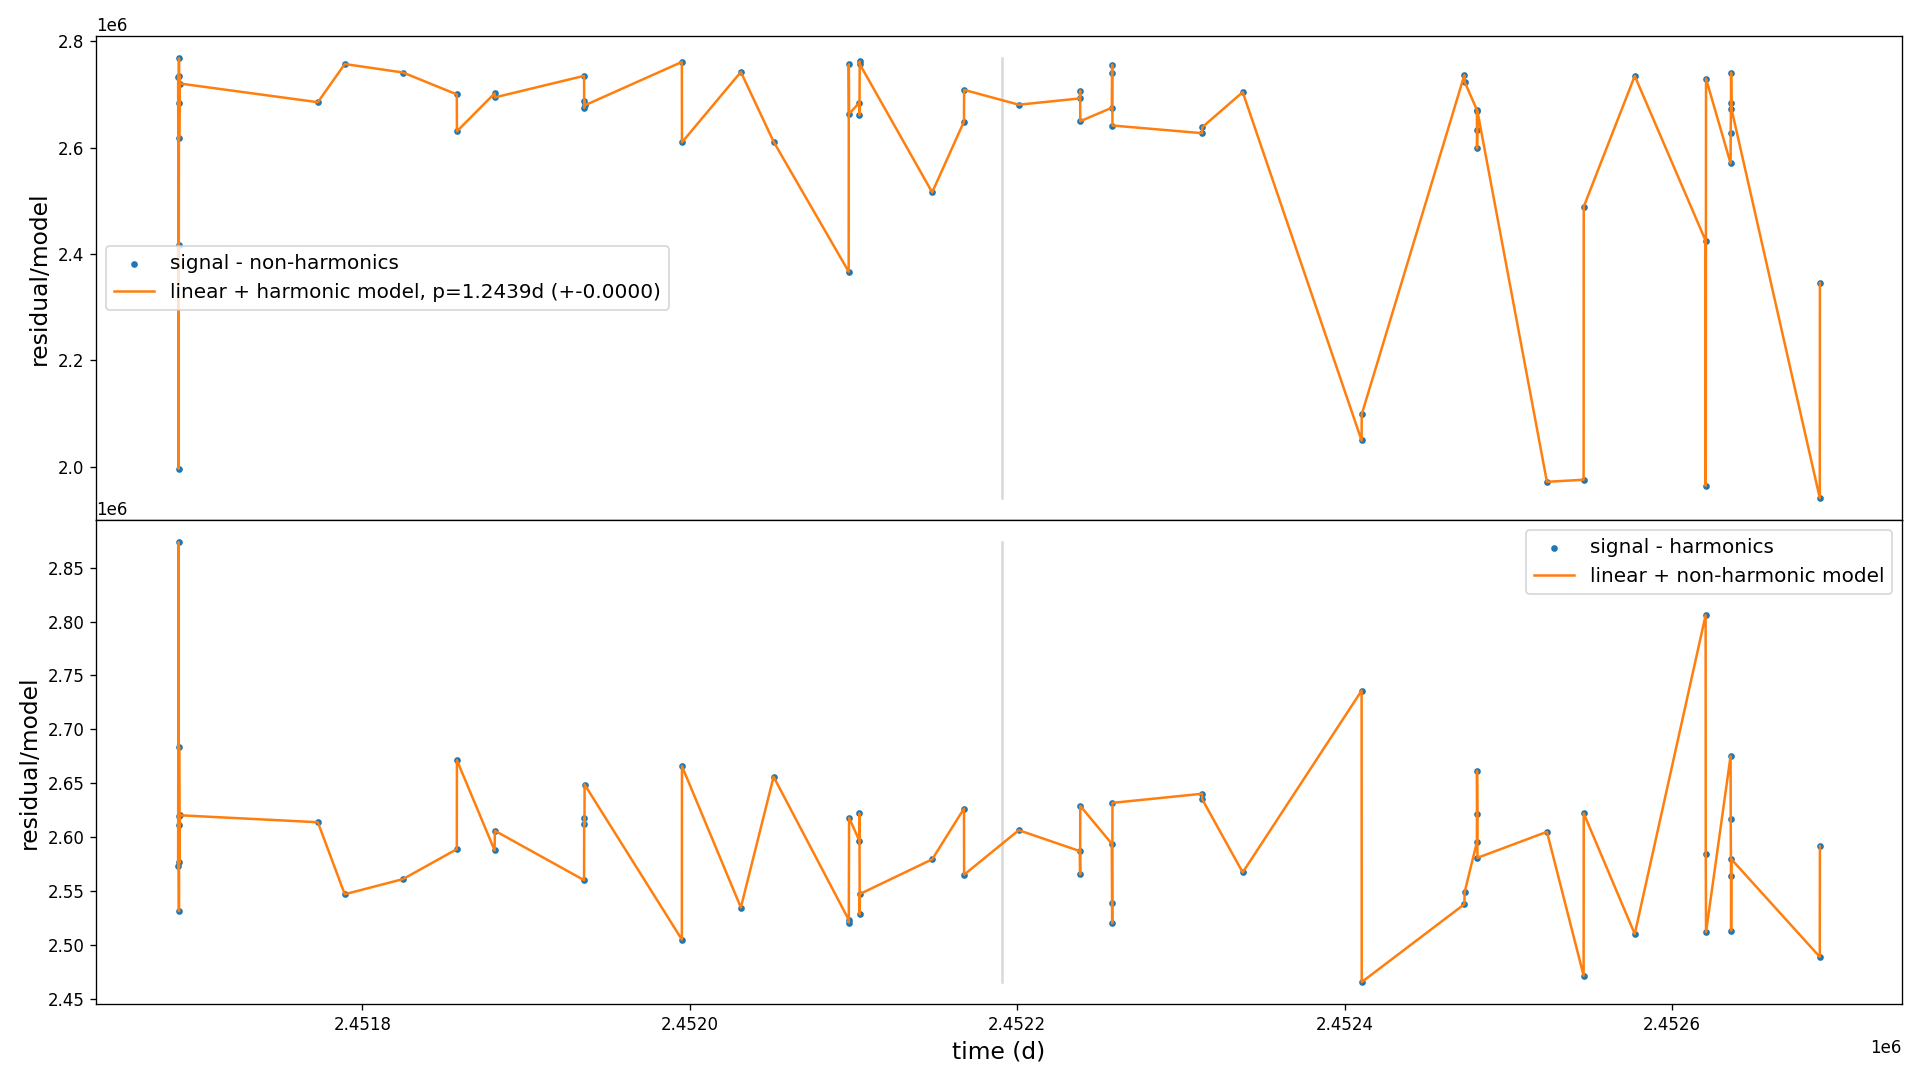 1e6
2.8
2.6
2.4
2.2
2.0
residual/model
signal - non-harmonics
linear + harmonic model, p=1.2439d (+-0.0000)
1e6
2.85
2.80
2.75
2.70
2.65
2.60
2.55
2.50
2.45
residual/model
signal - harmonics
linear + non-harmonic model
2.4518 2.4520 2.4522 2.4524 2.4526
time (d)
1e6